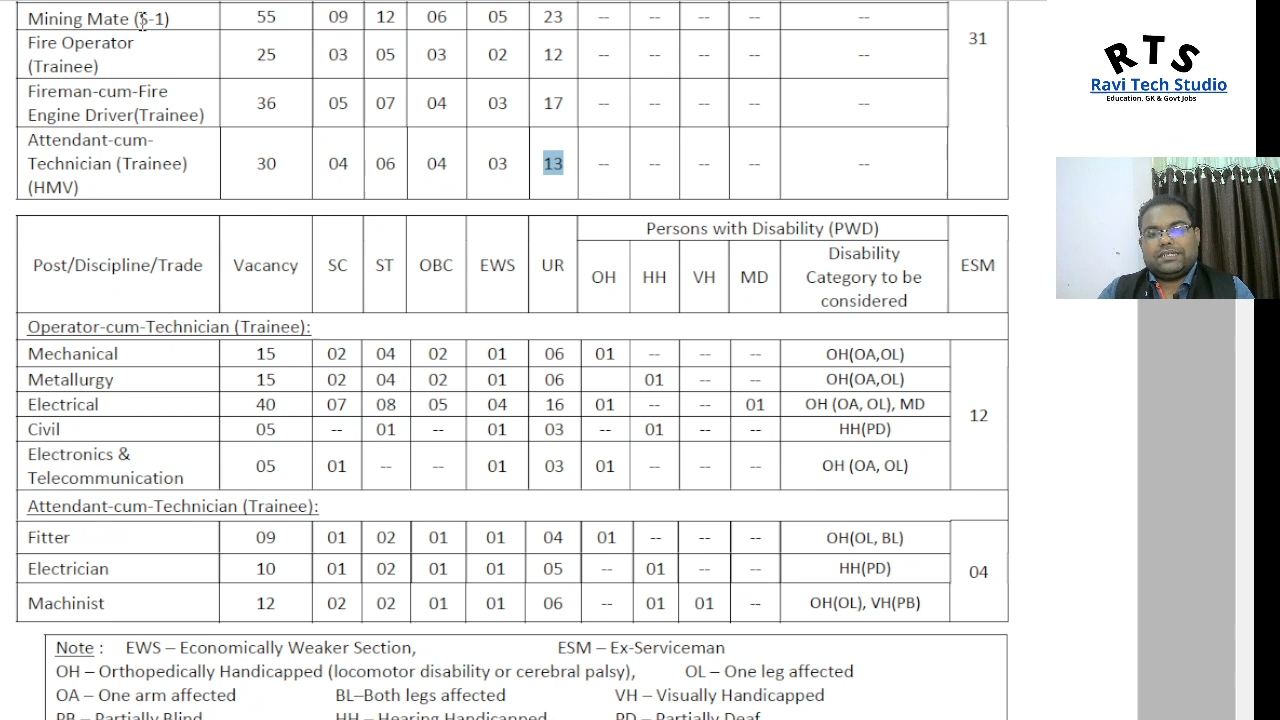 Mining Mate (S-1) 55 09 12 06 05 23 -- -- -- -- -- 31
Fire Operator
(Trainee) 25 03 05 03 02 12 -- -- -- -- --
Fireman-cum-Fire
Engine Driver(Trainee) 36 05 07 04 03 17 -- -- -- -- --
Attendant-cum-
Technician (Trainee)
(HMV) 30 04 06 04 03 13 -- -- -- -- --
Post/Discipline/Trade Vacancy SC ST OBC EWS UR Persons with Disability (PWD) ESM
OH HH VH MD Disability
Category to be
considered
Operator-cum-Technician (Trainee):
Mechanical 15 02 04 02 01 06 01 -- -- -- OH(OA,OL) 12
Metallurgy 15 02 04 02 01 06 01 -- -- OH(OA,OL)
Electrical 40 07 08 05 04 16 01 -- -- 01 OH (OA, OL), MD
Civil 05 -- 01 -- 01 03 -- 01 -- -- HH(PD)
Electronics &
Telecommunication 05 01 -- -- 01 03 01 -- -- -- OH (OA, OL)
Attendant-cum-Technician (Trainee):
Fitter 09 01 02 01 01 04 01 -- -- -- OH(OL, BL) 04
Electrician 10 01 02 01 01 05 -- 01 -- -- HH(PD)
Machinist 12 02 02 01 01 06 -- 01 01 -- OH(OL), VH(PB)
Note : EWS – Economically Weaker Section, ESM – Ex-Serviceman
OH – Orthopedically Handicapped (locomotor disability or cerebral palsy), OL – One leg affected
OA – One arm affected BL–Both legs affected VH – Visually Handicapped
PB – Partially Blind HH – Hearing Handicapped PD – Partially Deaf
RTS
Ravi Tech Studio
Education, GK & Govt Jobs